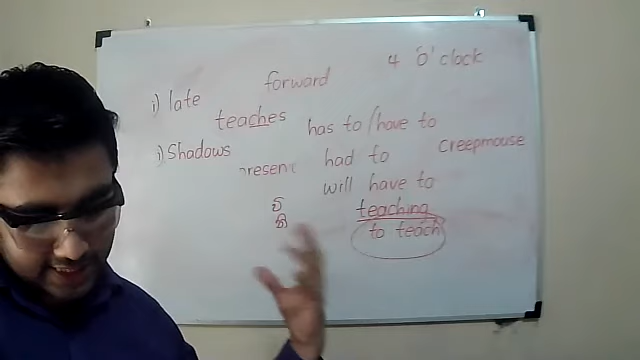 forward
4 O'clock
i) late
teaches
has to / have to
i) Shadows
had to
creepmouse
present
will have to
teaching
to teach